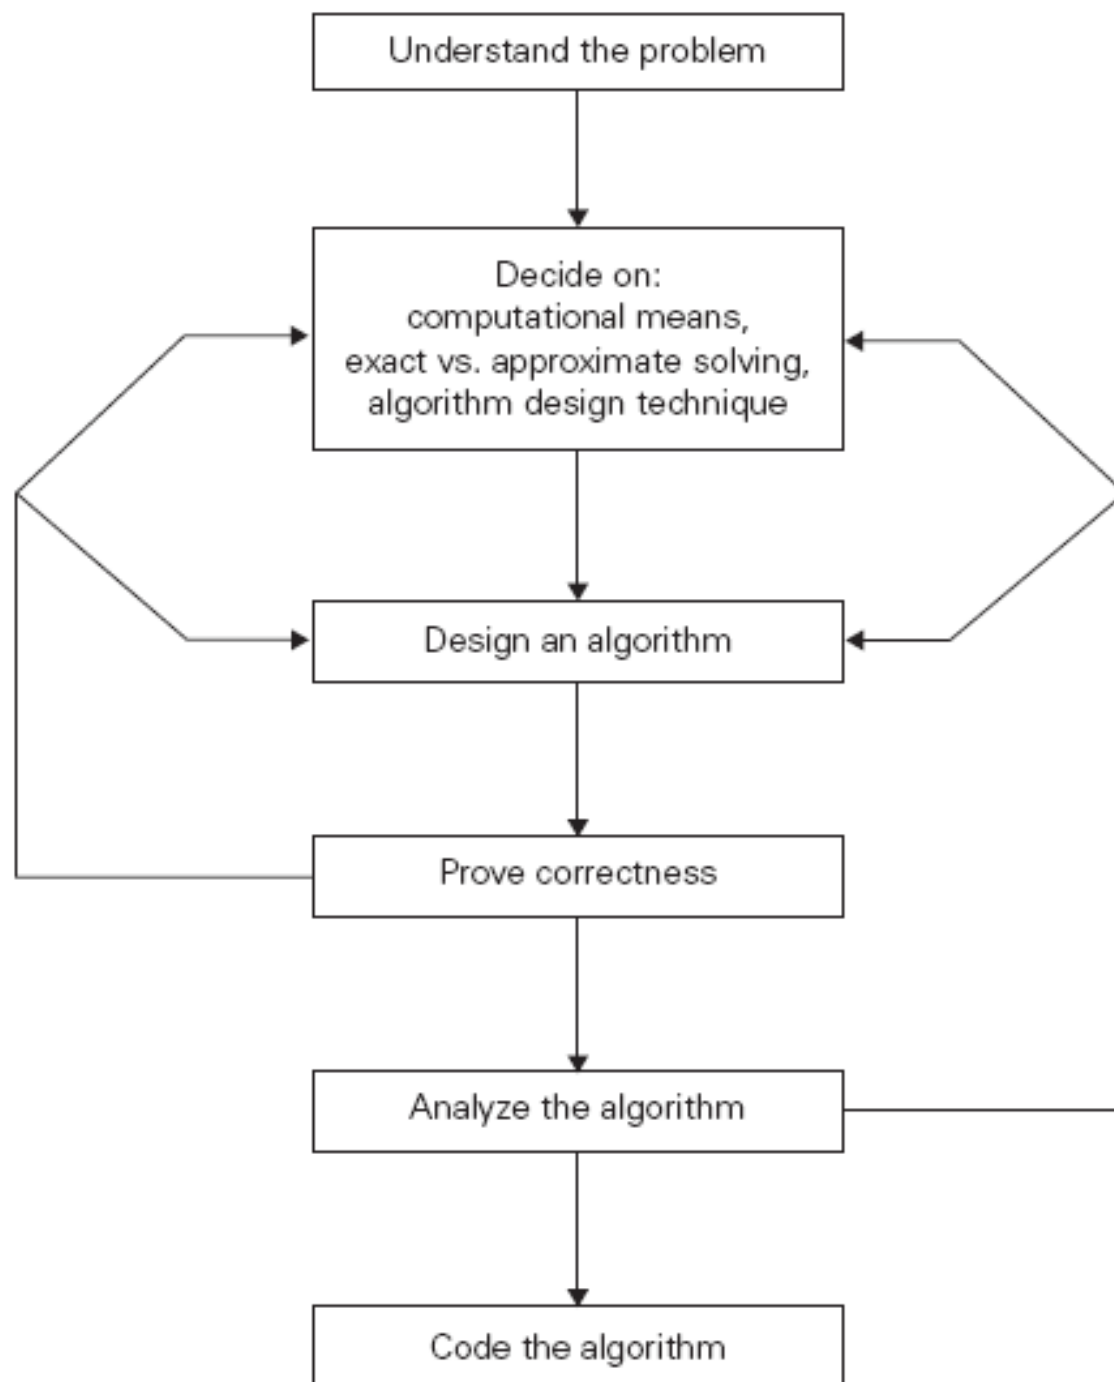 Understand the problem
Decide on:
computational means,
exact vs. approximate solving,
algorithm design technique
Design an algorithm
Prove correctness
Analyze the algorithm
Code the algorithm